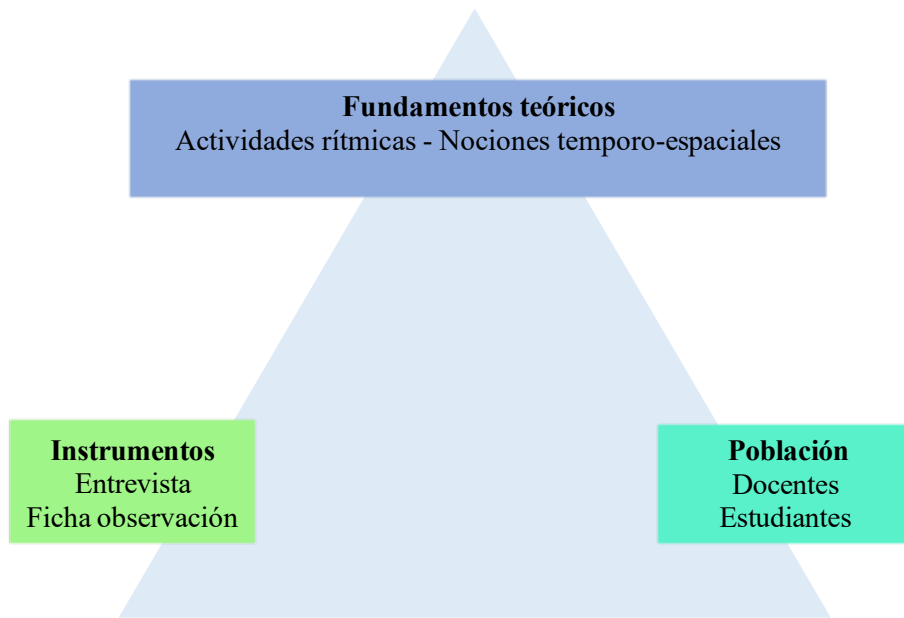 Fundamentos teóricos
Actividades rítmicas - Nociones temporo-espaciales
Instrumentos
Entrevista
Ficha observación
Población
Docentes
Estudiantes